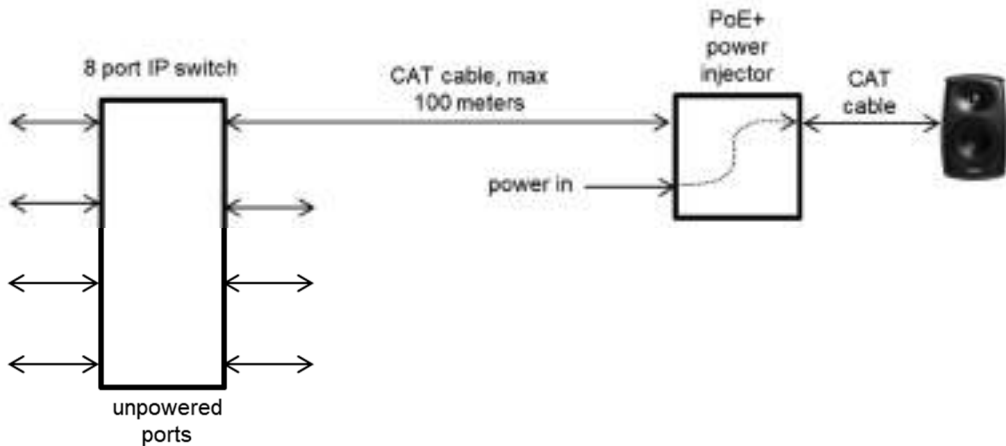 8 port IP switch
CAT cable, max
100 meters
PoE+
power
injector
CAT
cable
power in
unpowered
ports